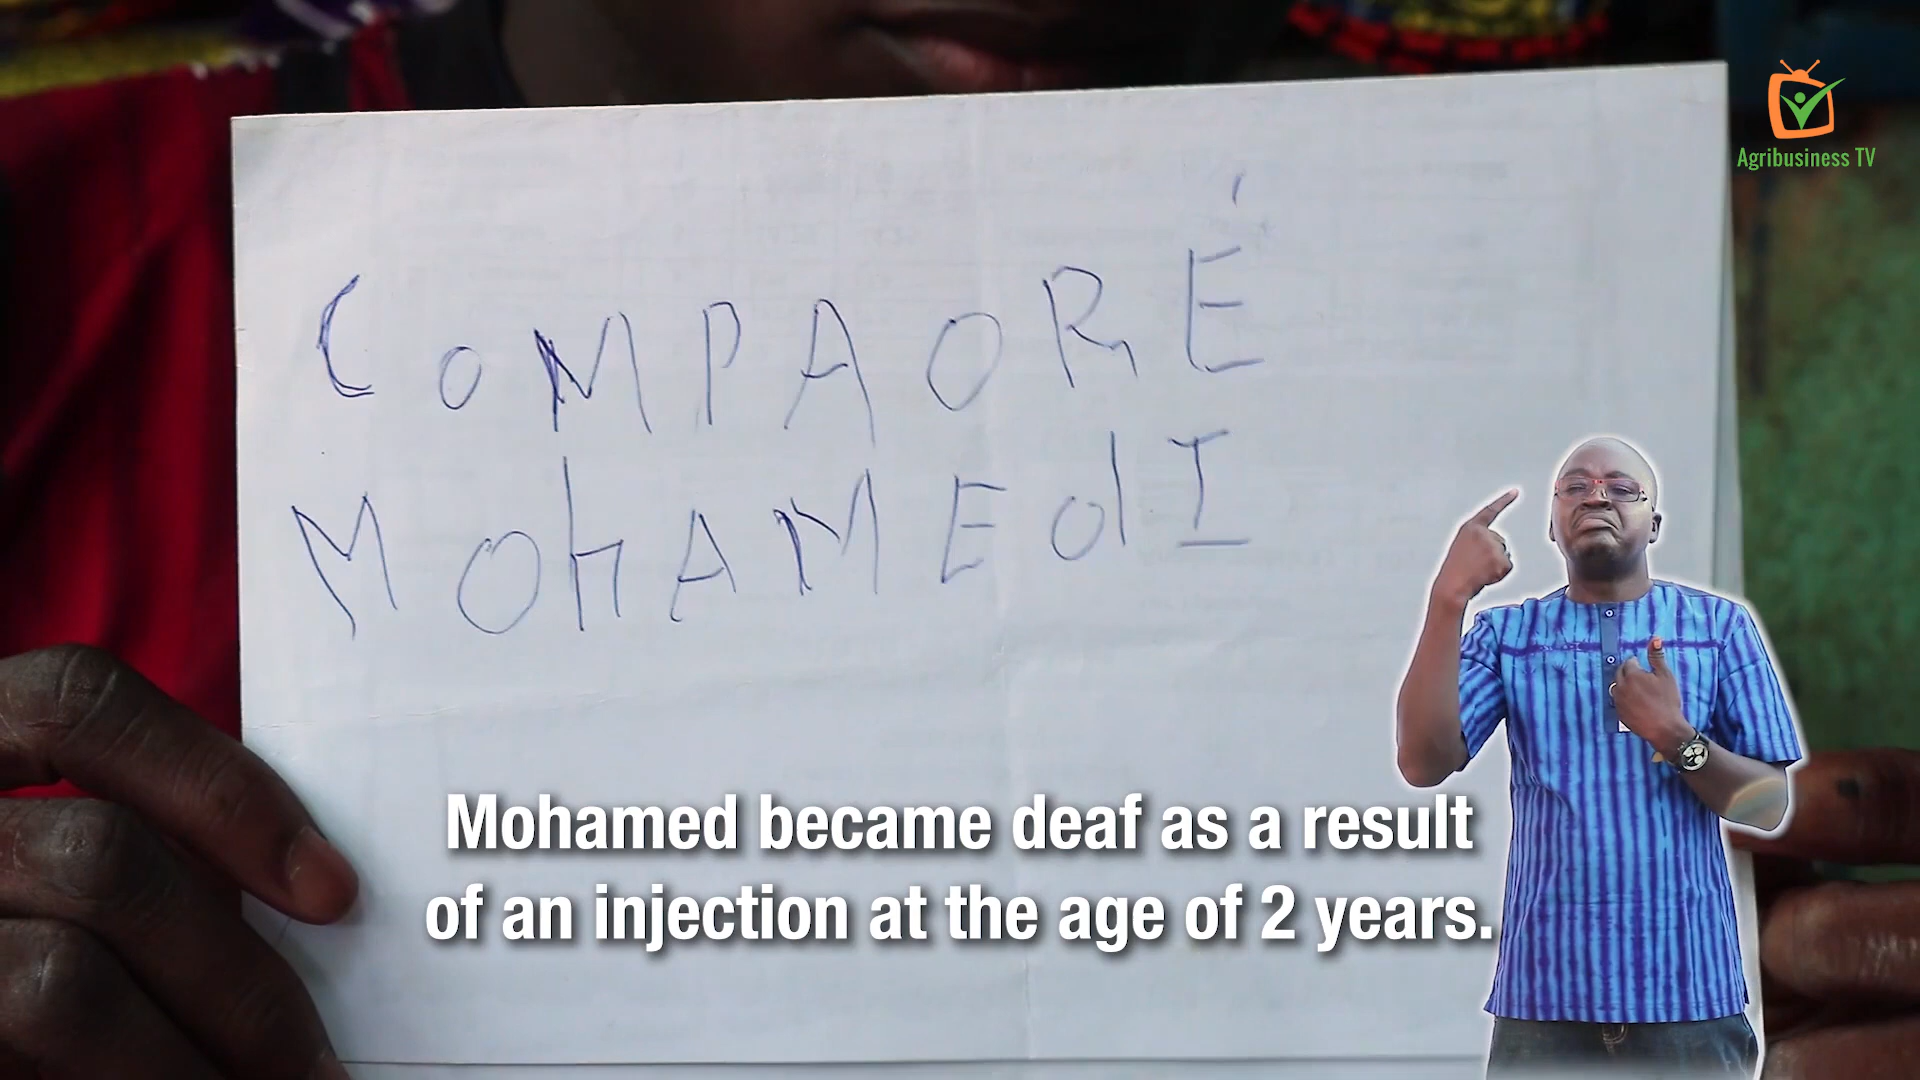 Agribusiness TV
COMPAORÉ
MohAMEdI
Mohamed became deaf as a result
of an injection at the age of 2 years.